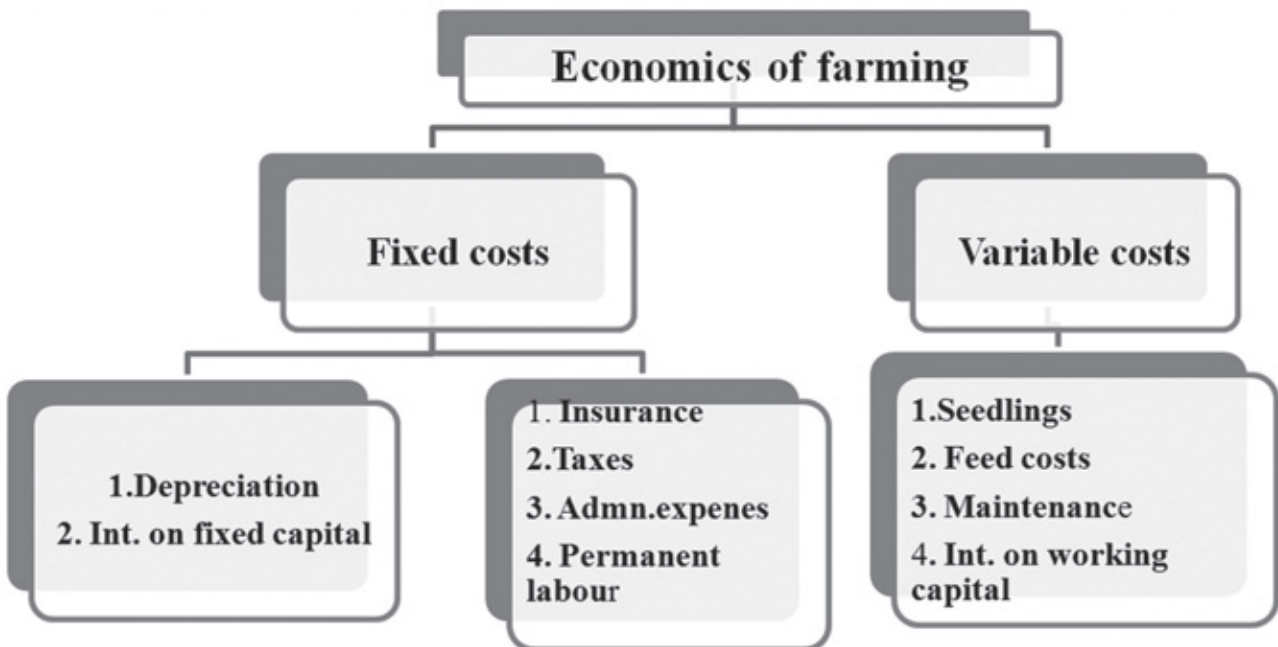 Economics of farming
Fixed costs
Variable costs
1.Depreciation
2. Int. on fixed capital
1. Insurance
2.Taxes
3. Admn.expenes
4. Permanent
labour
1.Seedlings
2. Feed costs
3. Maintenance
4. Int. on working
capital